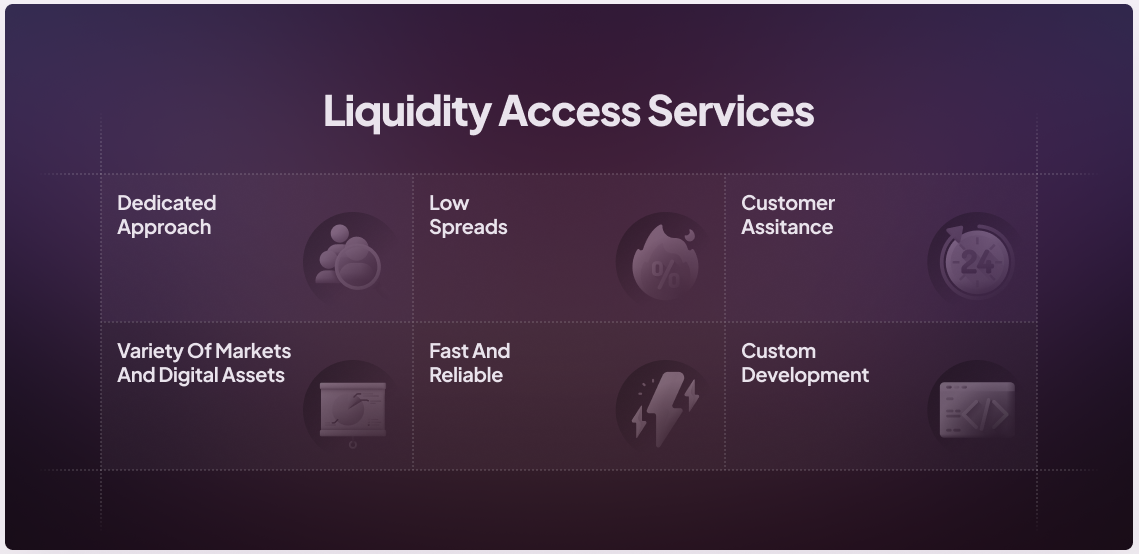 Liquidity Access Services
Dedicated
Approach
Low
Spreads
%
Customer
Assitance
24
Variety Of Markets
And Digital Assets
Fast And
Reliable
Custom
Development
</>